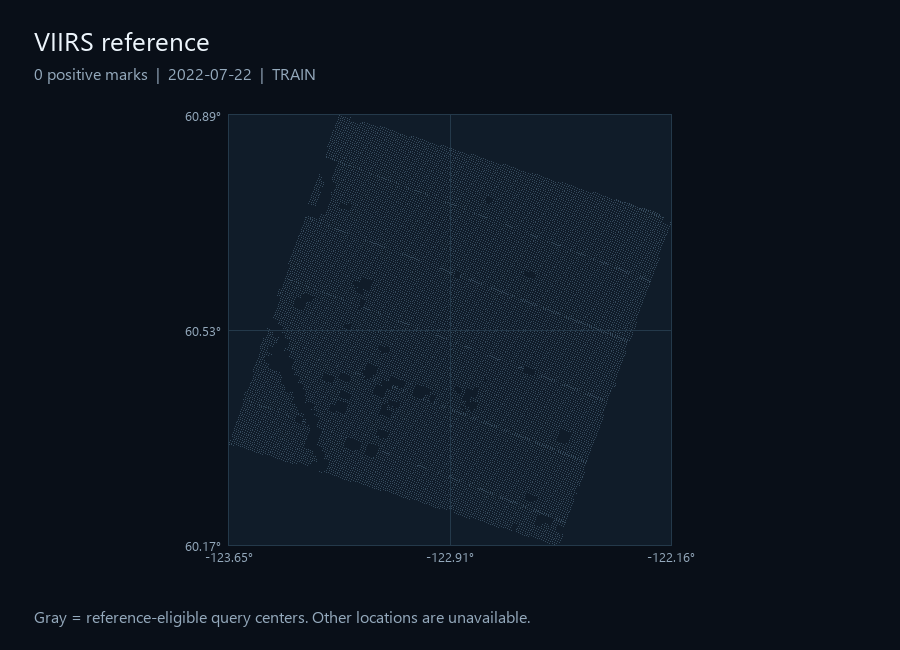 VIIRS reference
0 positive marks | 2022-07-22 | TRAIN
60.89°
60.53°
60.17°
-123.65°
-122.91°
-122.16°
Gray = reference-eligible query centers. Other locations are unavailable.